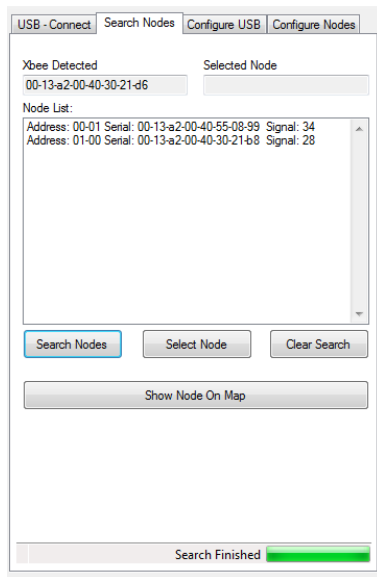 USB - Connect Search Nodes Configure USB Configure Nodes
Xbee Detected Selected Node
00-13-a2-00-40-30-21-d6
Node List:
Address: 00-01 Serial: 00-13-a2-00-40-55-08-99 Signal: 34
Address: 01-00 Serial: 00-13-a2-00-40-30-21-b8 Signal: 28
Search Nodes Select Node Clear Search
Show Node On Map
Search Finished